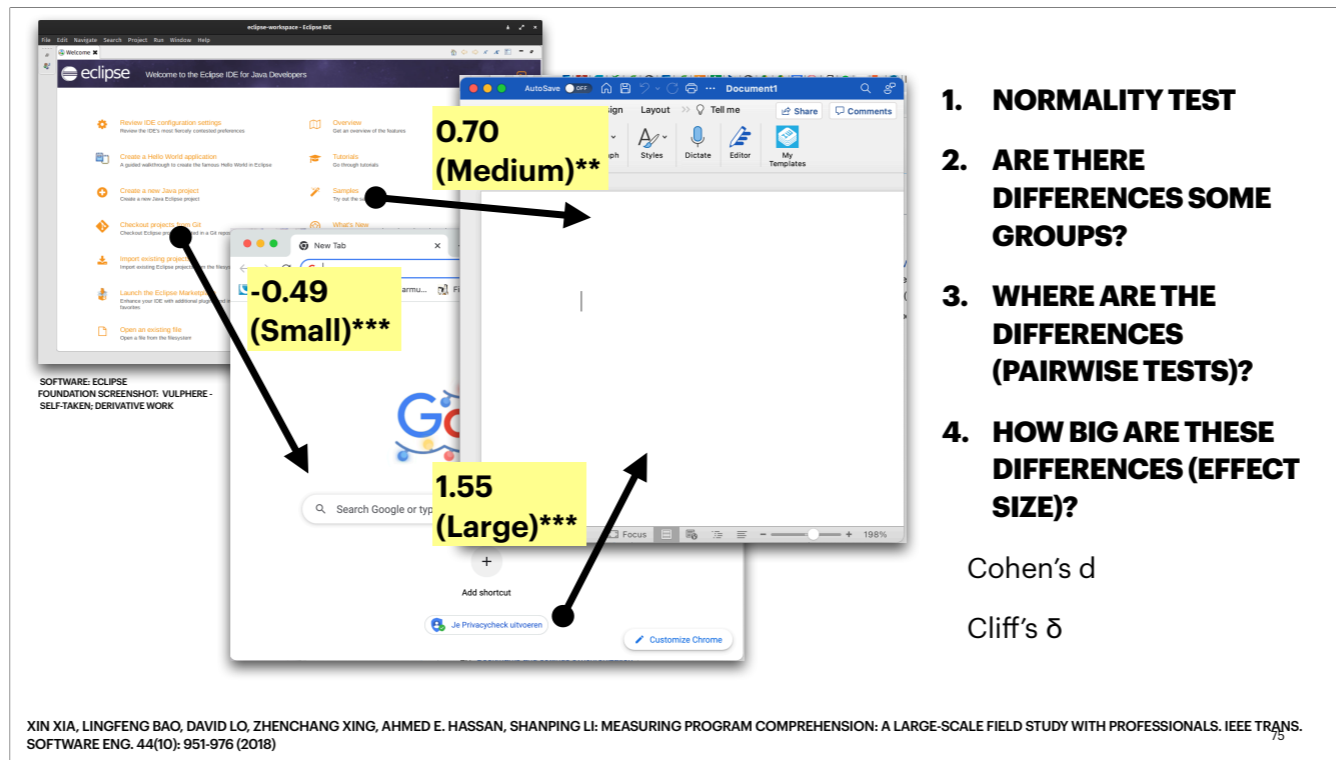 eclipse-workspace - Eclipse IDE
File Edit Navigate Search Project Run Window Help
Welcome
eclipse Welcome to the Eclipse IDE for Java Developers
Review IDE configuration settings
Review the IDE's most fiercely contested preferences
Overview
Get an overview of the features
Create a Hello World application
A guided walkthrough to create the famous Hello World in Eclipse
Tutorials
Go through tutorials
Create a new Java project
Create a new Java Eclipse project
Samples
Try out the
Checkout projects from Git
Checkout Eclipse projects in a Git
What's New
Import existing
Import existing Eclipse projects the
Launch the Eclipse
Enhance your IDE with additional and
favorites
Open an existing file
Open a file from the filesystem
SOFTWARE: ECLIPSE
FOUNDATION SCREENSHOT: VULPHERE -
SELF-TAKEN; DERIVATIVE WORK
New Tab
-0.49
(Small)***
Search Google or
Add shortcut
Je Privacycheck uitvoeren
Customize Chrome
AutoSave OFF Document1
Layout Tell me Share Comments
Styles Dictate Editor My
Templates
0.70
(Medium)**
1.55
(Large)***
Focus 198%
1. NORMALITY TEST
2. ARE THERE
DIFFERENCES SOME
GROUPS?
3. WHERE ARE THE
DIFFERENCES
(PAIRWISE TESTS)?
4. HOW BIG ARE THESE
DIFFERENCES (EFFECT
SIZE)?
Cohen's d
Cliff's δ
XIN XIA, LINGFENG BAO, DAVID LO, ZHENCHANG XING, AHMED E. HASSAN, SHANPING LI: MEASURING PROGRAM COMPREHENSION: A LARGE-SCALE FIELD STUDY WITH PROFESSIONALS. IEEE TRANS.
SOFTWARE ENG. 44(10): 951-976 (2018)
75